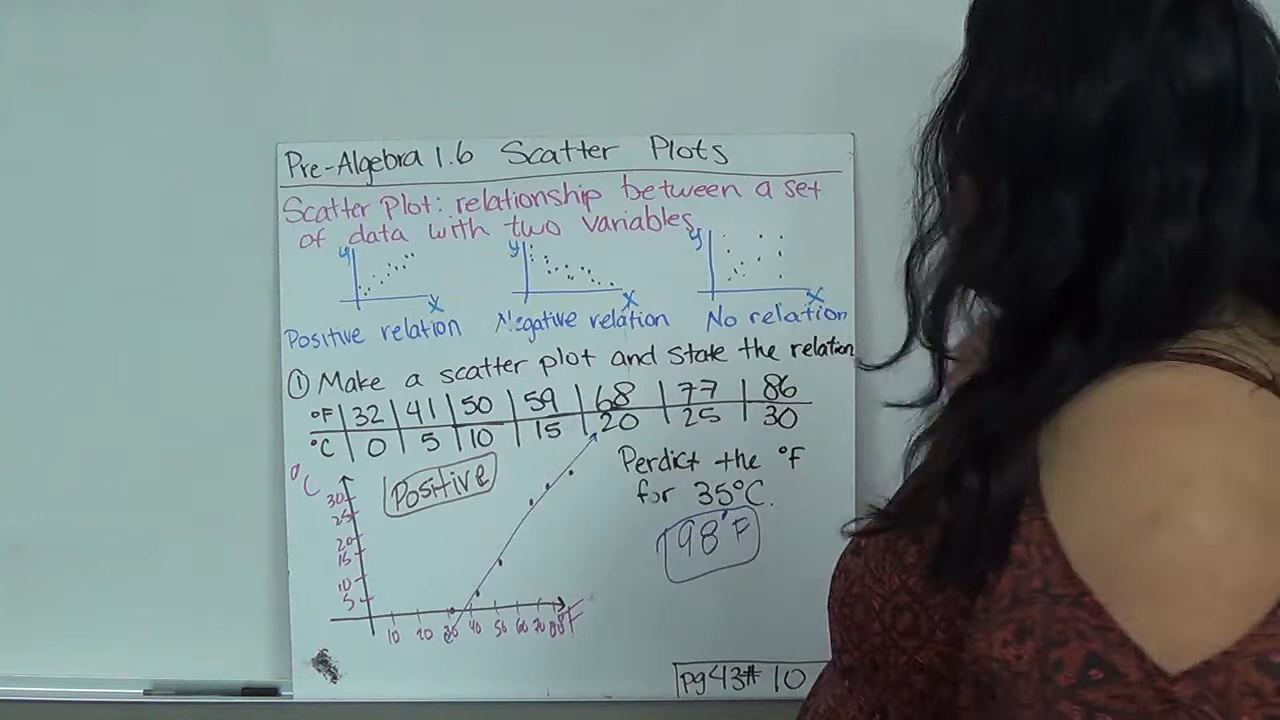 Pre-Algebra 1.6 Scatter Plots
Scatter Plot: relationship between a set
of data with two variables
y
x
Positive relation
y
x
Negative relation
y
x
No relation
① Make a scatter plot and state the relation
°F 32 41 50 59 68 77 86
°C 0 5 10 15 20 25 30
°C
Positive
30
25
20
15
10
5
10 20 30 40 50 60 70 80 °F
Perdict the °F
for 35°C.
98°F
pg 43# 10